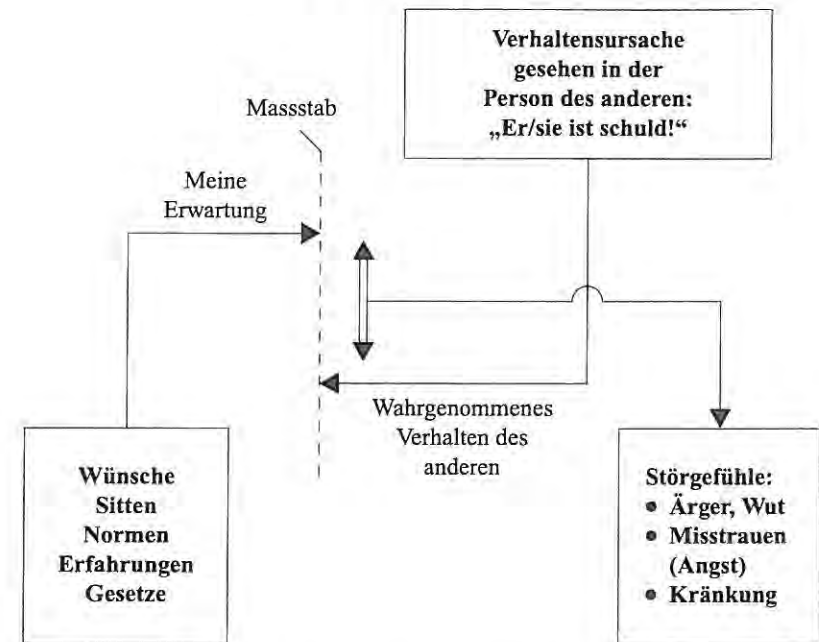 Verhaltensursache
gesehen in der
Person des anderen:
„Er/sie ist schuld!“
Massstab
Meine
Erwartung
Wahrgenommenes
Verhalten des
anderen
Wünsche
Sitten
Normen
Erfahrungen
Gesetze
Störgefühle:
• Ärger, Wut
• Misstrauen
(Angst)
• Kränkung